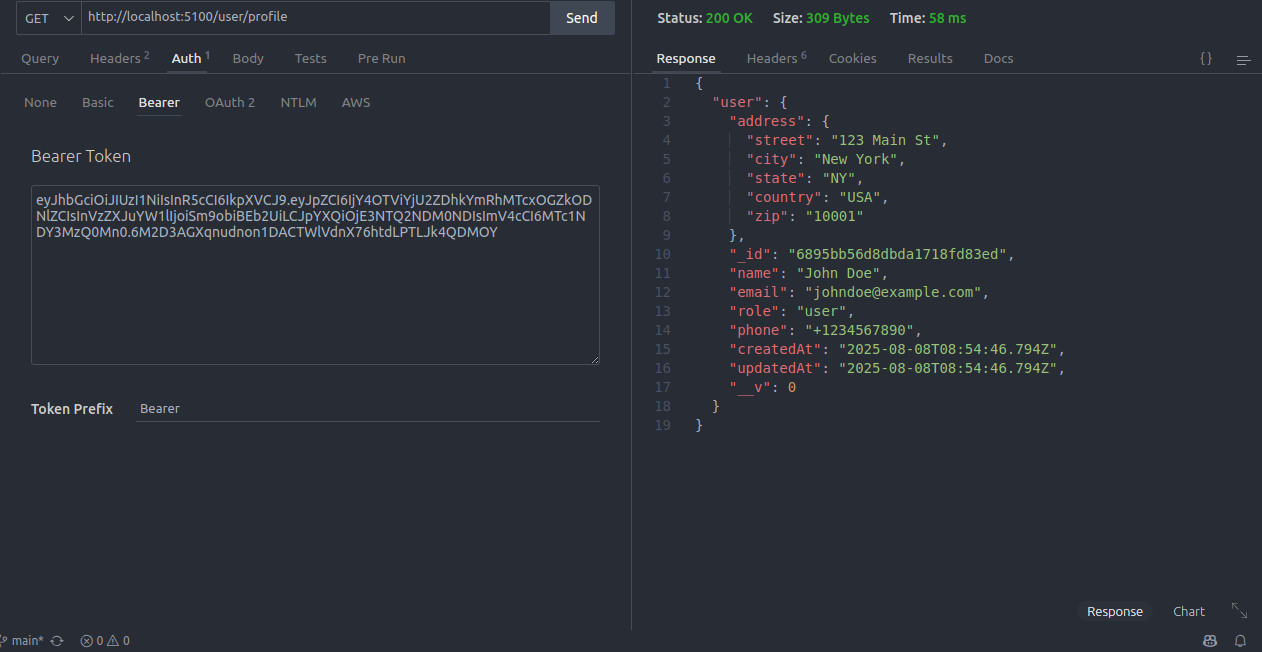 GET http://localhost:5100/user/profile Send
Query Headers 2 Auth 1 Body Tests Pre Run
None Basic Bearer OAuth 2 NTLM AWS
Bearer Token
eyJhbGciOiJIUzI1NiIsInR5cCI6IkpXVCJ9.eyJpZCI6IjY4OTViYjU2ZDhkYmRhMTcxOGZkOD
NlZCIsInVzZXJuYW1lIjoiSm9obiBEb2UiLCJpYXQiOjE3NTQ2NDM0NDIsImV4cCI6MTc1N
DY3MzQ0Mn0.6M2D3AGXqnudnon1DACTWlVdnX76htdLPTLJk4QDMOY
Token Prefix Bearer
Status: 200 OK Size: 309 Bytes Time: 58 ms
Response Headers 6 Cookies Results Docs {}
1 {
2 "user": {
3 "address": {
4 "street": "123 Main St",
5 "city": "New York",
6 "state": "NY",
7 "country": "USA",
8 "zip": "10001"
9 },
10 "_id": "6895bb56d8dbda1718fd83ed",
11 "name": "John Doe",
12 "email": "johndoe@example.com",
13 "role": "user",
14 "phone": "+1234567890",
15 "createdAt": "2025-08-08T08:54:46.794Z",
16 "updatedAt": "2025-08-08T08:54:46.794Z",
17 "__v": 0
18 }
19 }
Response Chart
main* 0 0